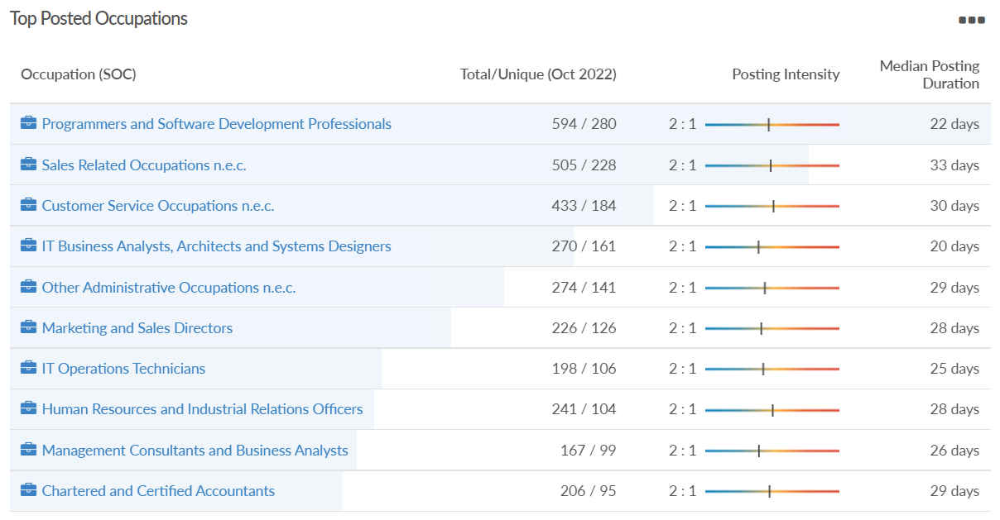 Top Posted Occupations
Occupation (SOC) Total/Unique (Oct 2022) Posting Intensity Median Posting Duration
Programmers and Software Development Professionals 594 / 280 2 : 1 22 days
Sales Related Occupations n.e.c. 505 / 228 2 : 1 33 days
Customer Service Occupations n.e.c. 433 / 184 2 : 1 30 days
IT Business Analysts, Architects and Systems Designers 270 / 161 2 : 1 20 days
Other Administrative Occupations n.e.c. 274 / 141 2 : 1 29 days
Marketing and Sales Directors 226 / 126 2 : 1 28 days
IT Operations Technicians 198 / 106 2 : 1 25 days
Human Resources and Industrial Relations Officers 241 / 104 2 : 1 28 days
Management Consultants and Business Analysts 167 / 99 2 : 1 26 days
Chartered and Certified Accountants 206 / 95 2 : 1 29 days